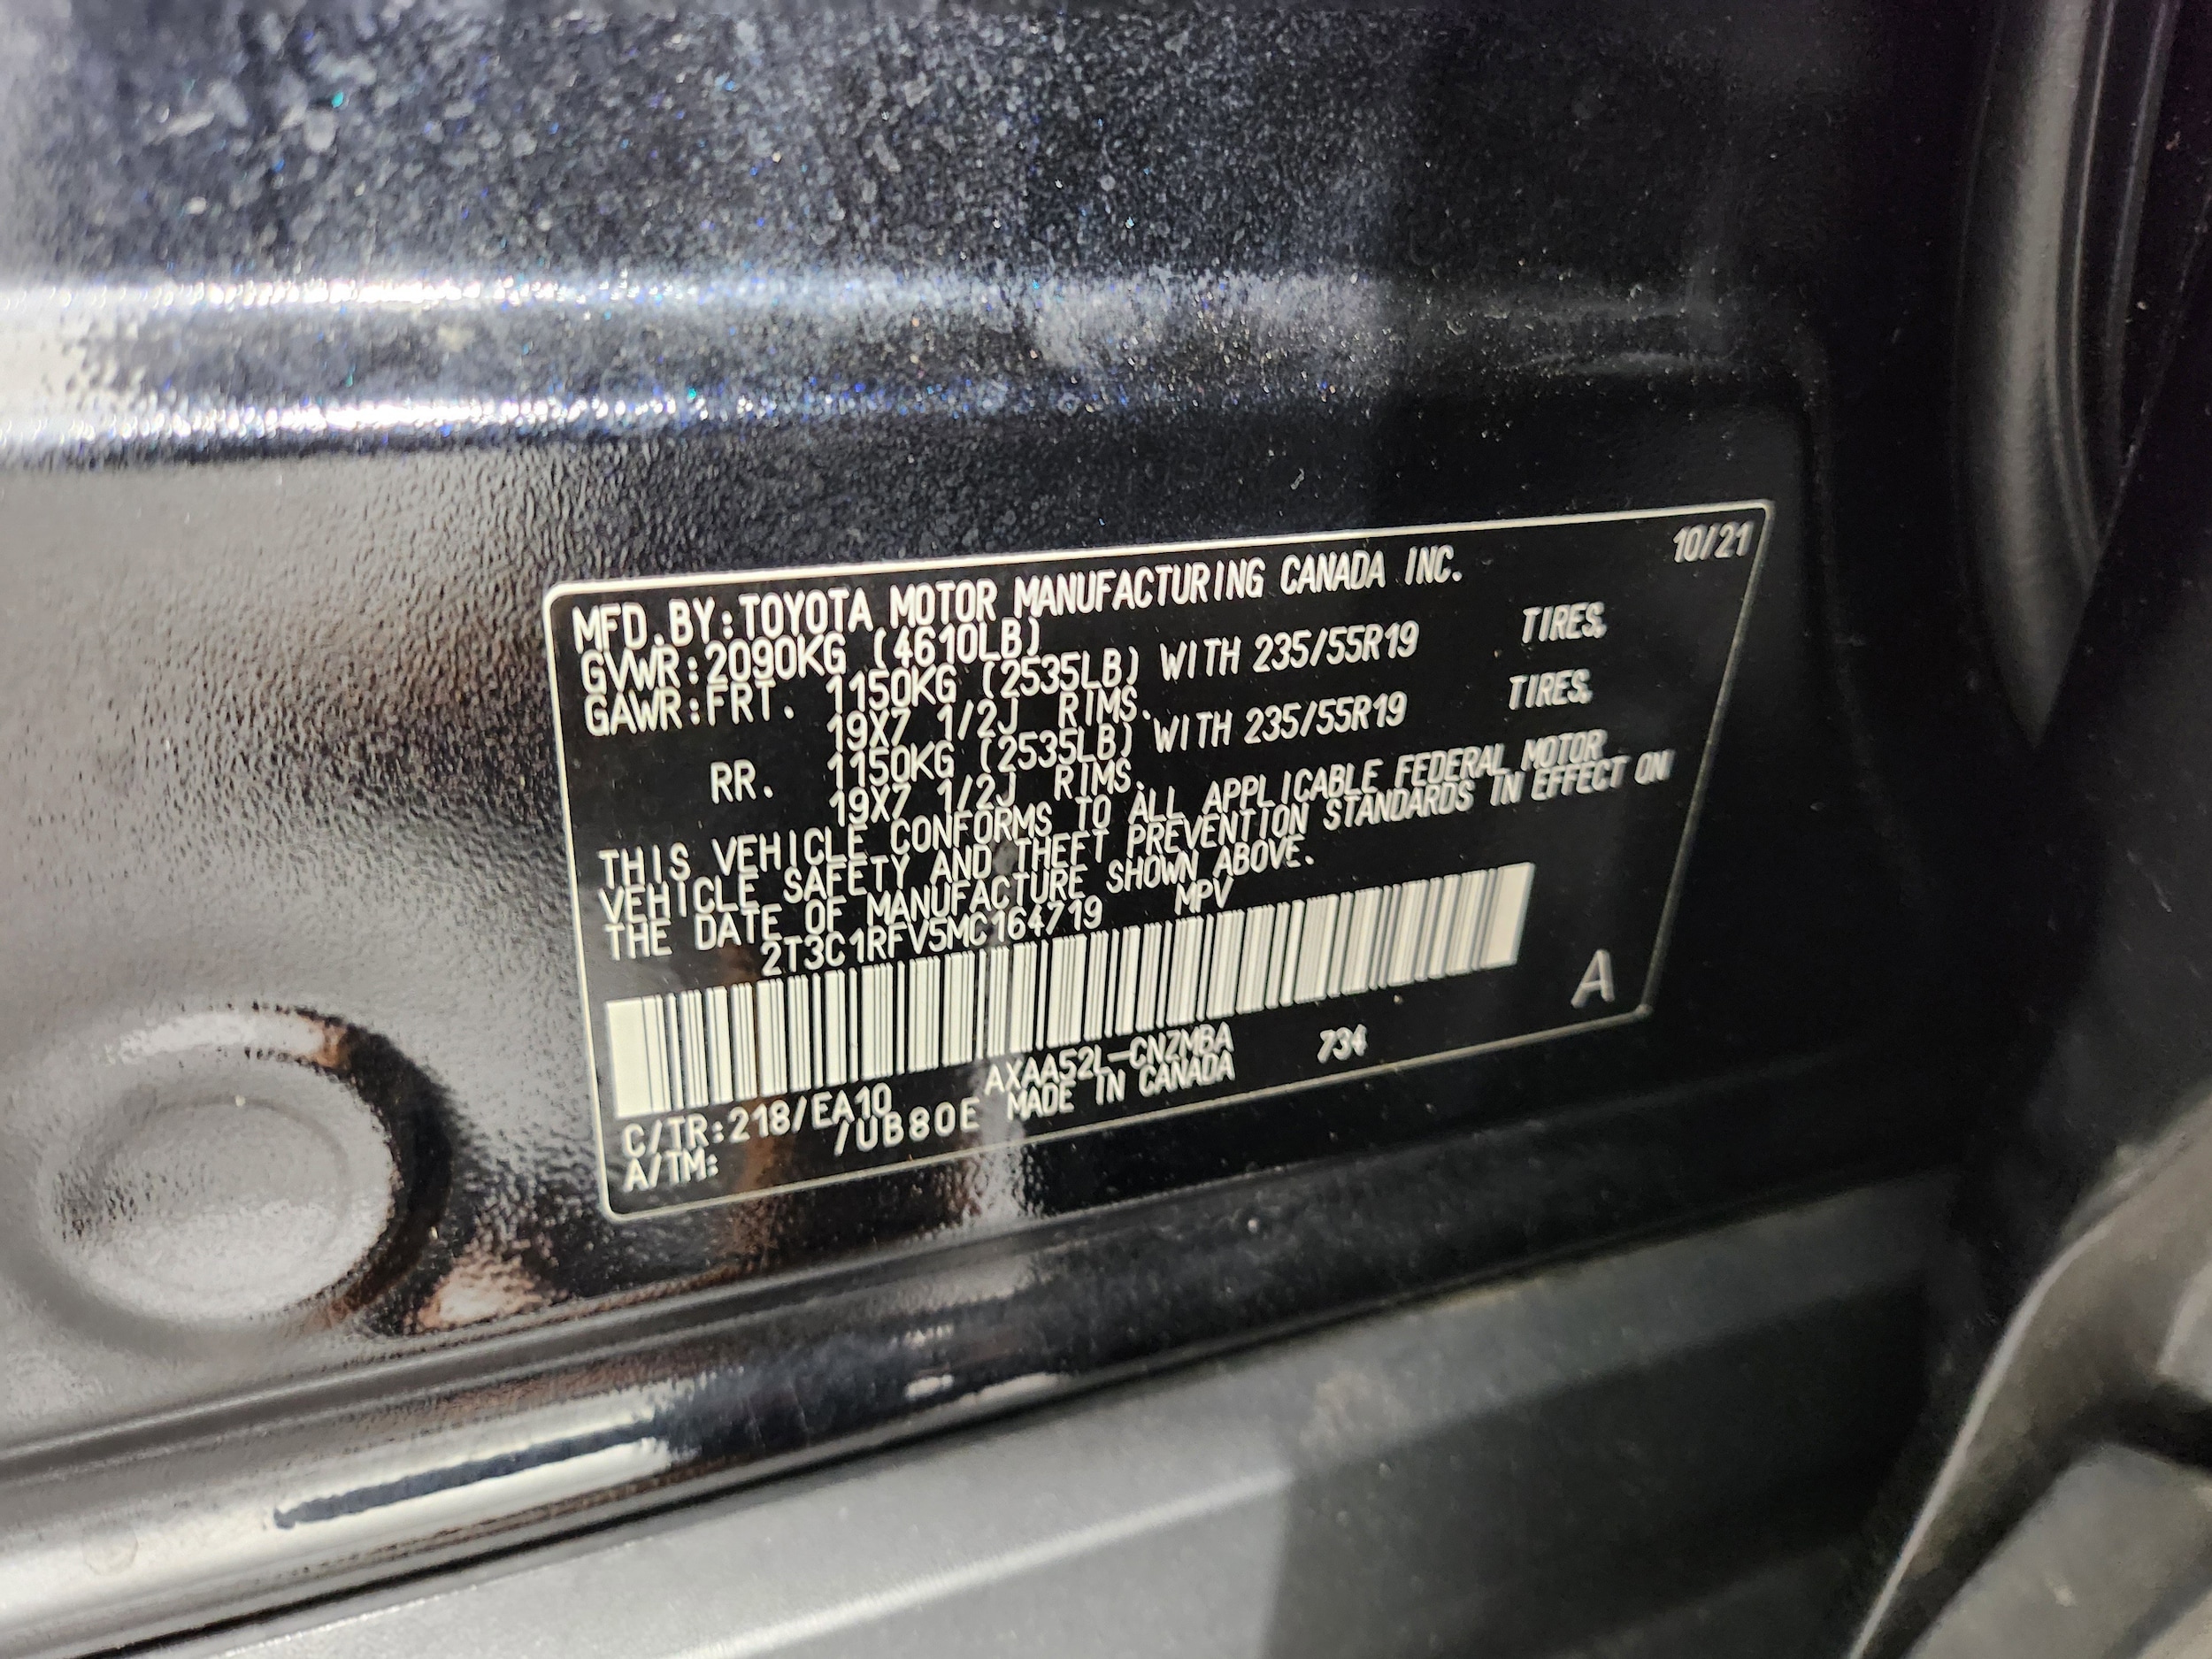 10/21
MFD.BY:TOYOTA MOTOR MANUFACTURING CANADA INC.
GVWR:2090KG (4610LB)
GAWR:FRT. 1150KG (2535LB) WITH 235/55R19 TIRES,
19X7 1/2J RIMS.
RR. 1150KG (2535LB) WITH 235/55R19 TIRES,
19X7 1/2J RIMS.
THIS VEHICLE CONFORMS TO ALL APPLICABLE FEDERAL MOTOR
VEHICLE SAFETY AND THEFT PREVENTION STANDARDS IN EFFECT ON
THE DATE OF MANUFACTURE SHOWN ABOVE.
2T3C1RFV5MC164719 MPV
A
C/TR:218/EA10 AXAA52L-CNZMBA 734
A/TM: /UB80E MADE IN CANADA